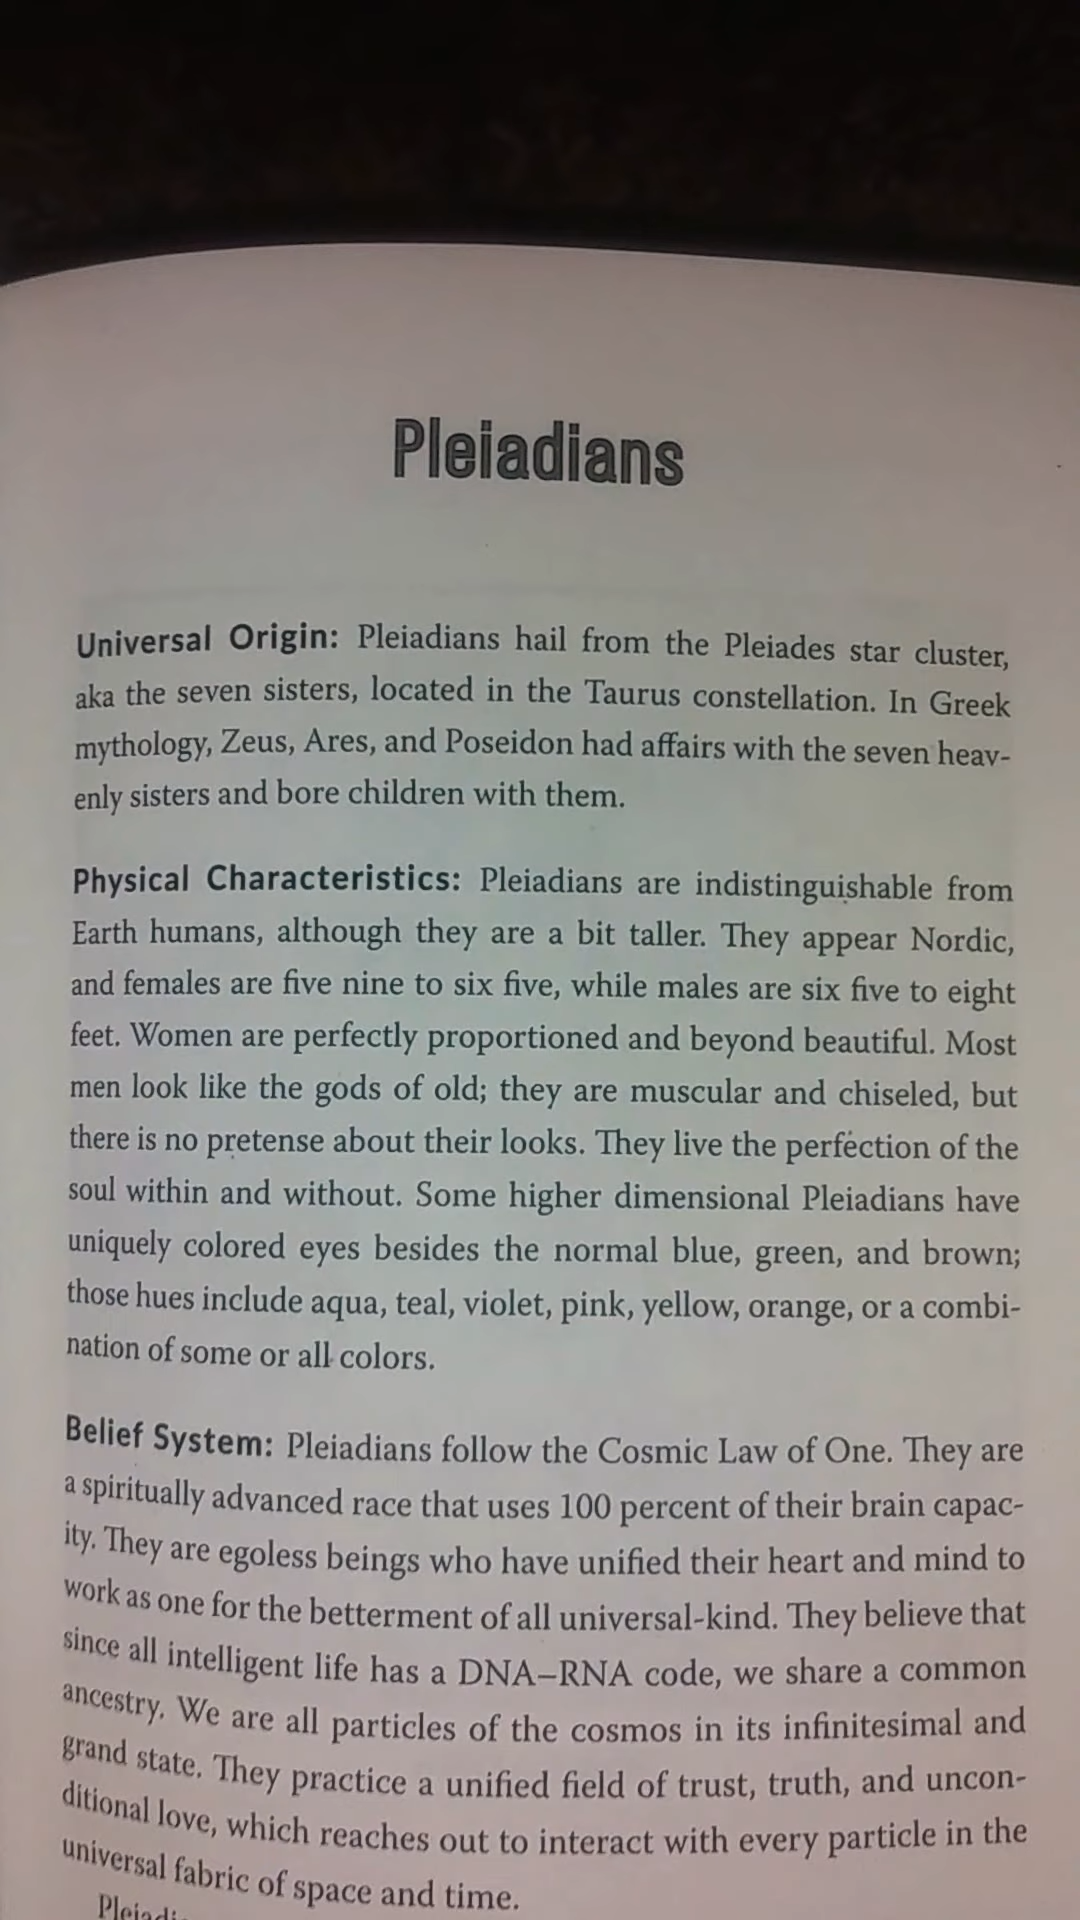 Pleiadians
Universal Origin: Pleiadians hail from the Pleiades star cluster,
aka the seven sisters, located in the Taurus constellation. In Greek
mythology, Zeus, Ares, and Poseidon had affairs with the seven heav-
enly sisters and bore children with them.
Physical Characteristics: Pleiadians are indistinguishable from
Earth humans, although they are a bit taller. They appear Nordic,
and females are five nine to six five, while males are six five to eight
feet. Women are perfectly proportioned and beyond beautiful. Most
men look like the gods of old; they are muscular and chiseled, but
there is no pretense about their looks. They live the perfection of the
soul within and without. Some higher dimensional Pleiadians have
uniquely colored eyes besides the normal blue, green, and brown;
those hues include aqua, teal, violet, pink, yellow, orange, or a combi-
nation of some or all colors.
Belief System: Pleiadians follow the Cosmic Law of One. They are
a spiritually advanced race that uses 100 percent of their brain capac-
ity. They are egoless beings who have unified their heart and mind to
work as one for the betterment of all universal-kind. They believe that
since all intelligent life has a DNA–RNA code, we share a common
ancestry. We are all particles of the cosmos in its infinitesimal and
grand state. They practice a unified field of trust, truth, and uncon-
ditional love, which reaches out to interact with every particle in the
universal fabric of space and time.